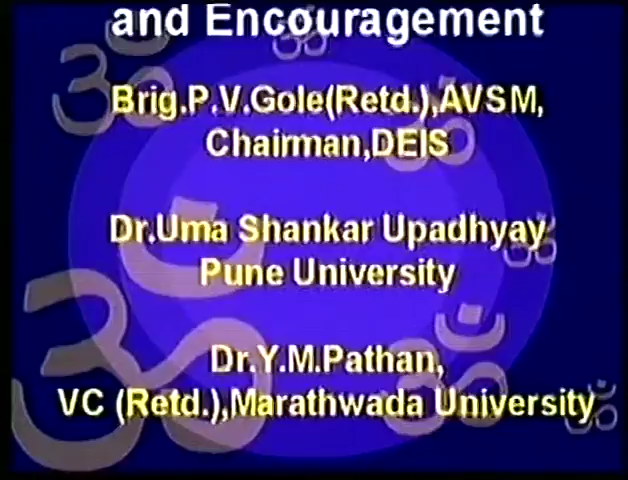 and Encouragement
Brig.P.V.Gole(Retd.),AVSM,
Chairman,DEIS
Dr.Uma Shankar Upadhyay
Pune University
Dr.Y.M.Pathan,
VC (Retd.),Marathwada University